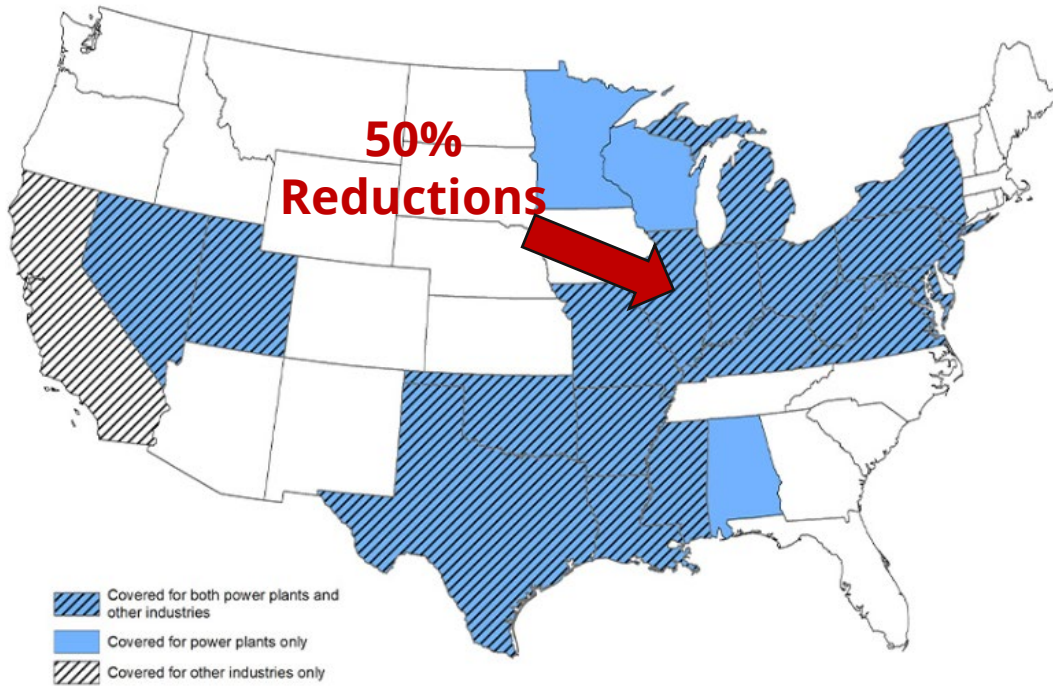 50%
Reductions
Covered for both power plants and
other industries
Covered for power plants only
Covered for other industries only